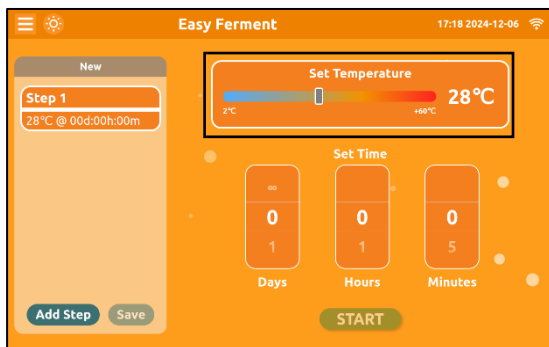 Easy Ferment
17:18 2024-12-06
New
Step 1
28°C @ 00d:00h:00m
Add Step
Save
Set Temperature
2°C
+60°C
28°C
Set Time
∞
0
1
Days
0
1
Hours
0
5
Minutes
START